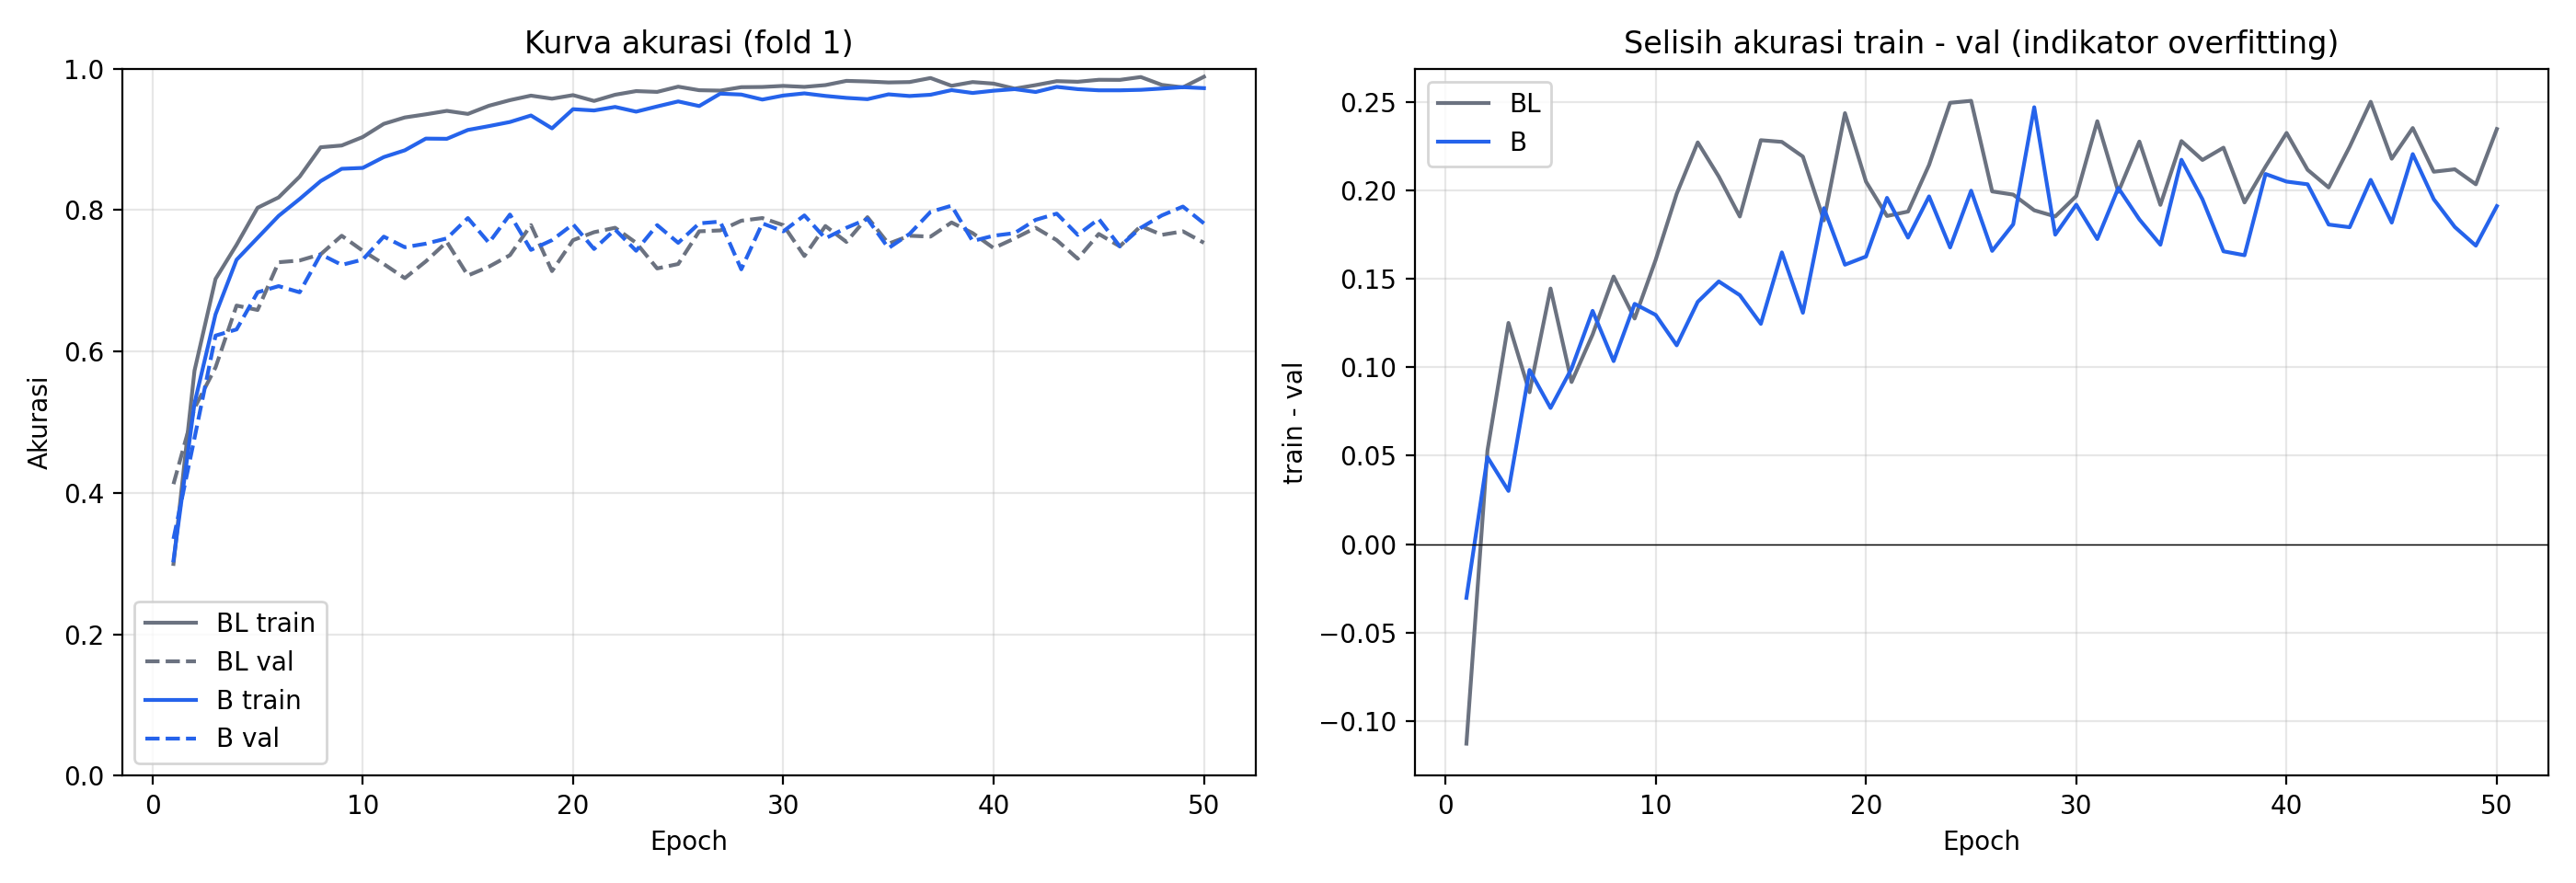 Kurva akurasi (fold 1)
1.0
0.8
0.6
0.4
0.2
0.0
Akurasi
BL train
BL val
B train
B val
0 10 20 30 40 50
Epoch
Selisih akurasi train - val (indikator overfitting)
BL
B
0.25
0.20
0.15
0.10
0.05
0.00
−0.05
−0.10
train - val
0 10 20 30 40 50
Epoch